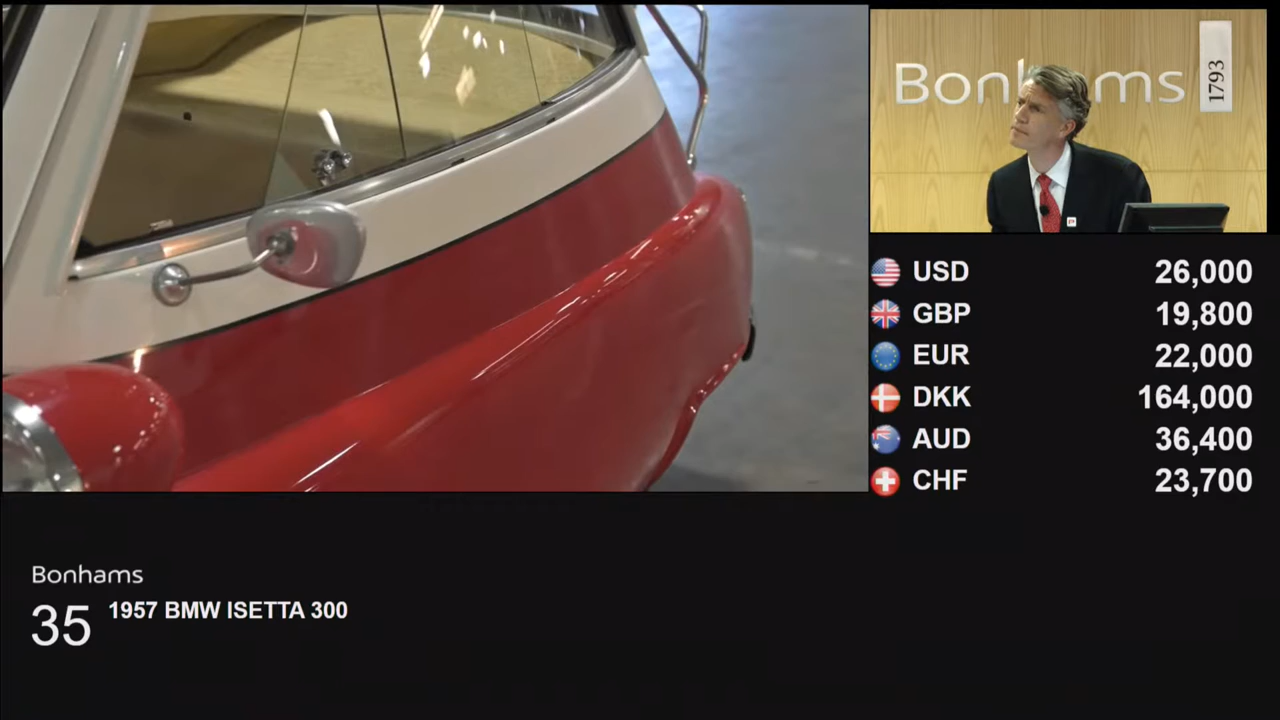 Bonhams
1793
USD 26,000
GBP 19,800
EUR 22,000
DKK 164,000
AUD 36,400
CHF 23,700
Bonhams
35 1957 BMW ISETTA 300